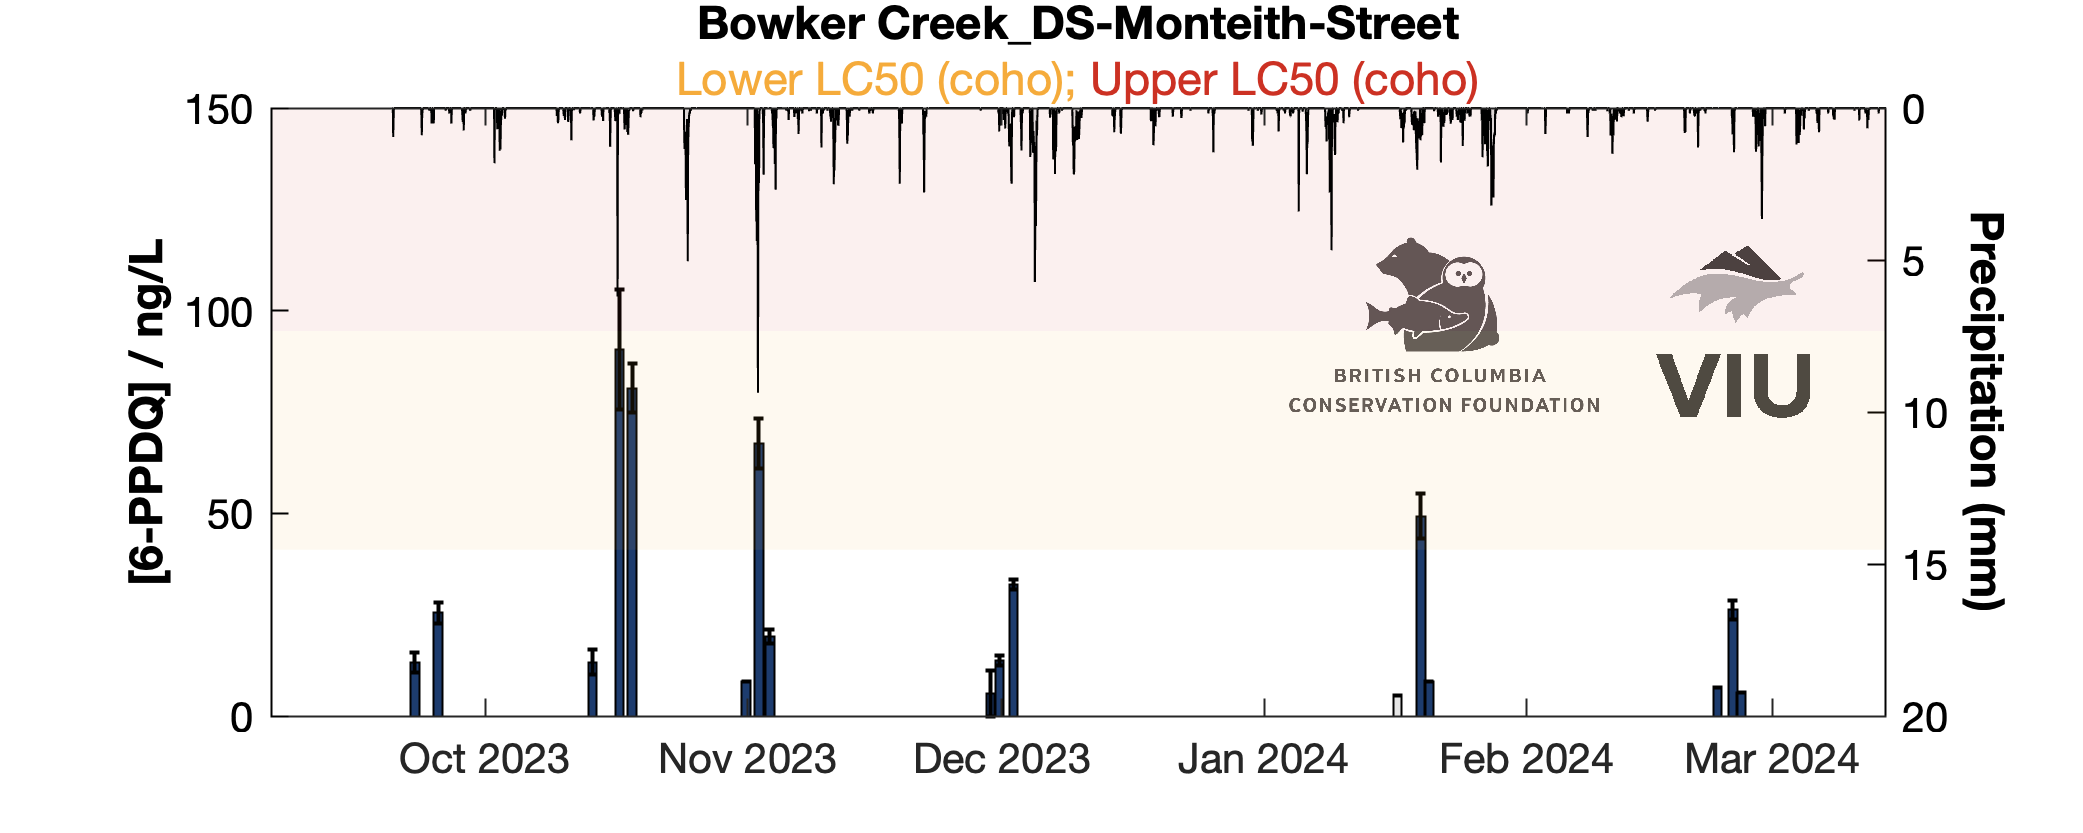 Bowker Creek_DS-Monteith-Street
Lower LC50 (coho); Upper LC50 (coho)
150
100
50
0
[6-PPDQ] / ng/L
0
5
10
15
20
Precipitation (mm)
BRITISH COLUMBIA
CONSERVATION FOUNDATION
VIU
Oct 2023
Nov 2023
Dec 2023
Jan 2024
Feb 2024
Mar 2024